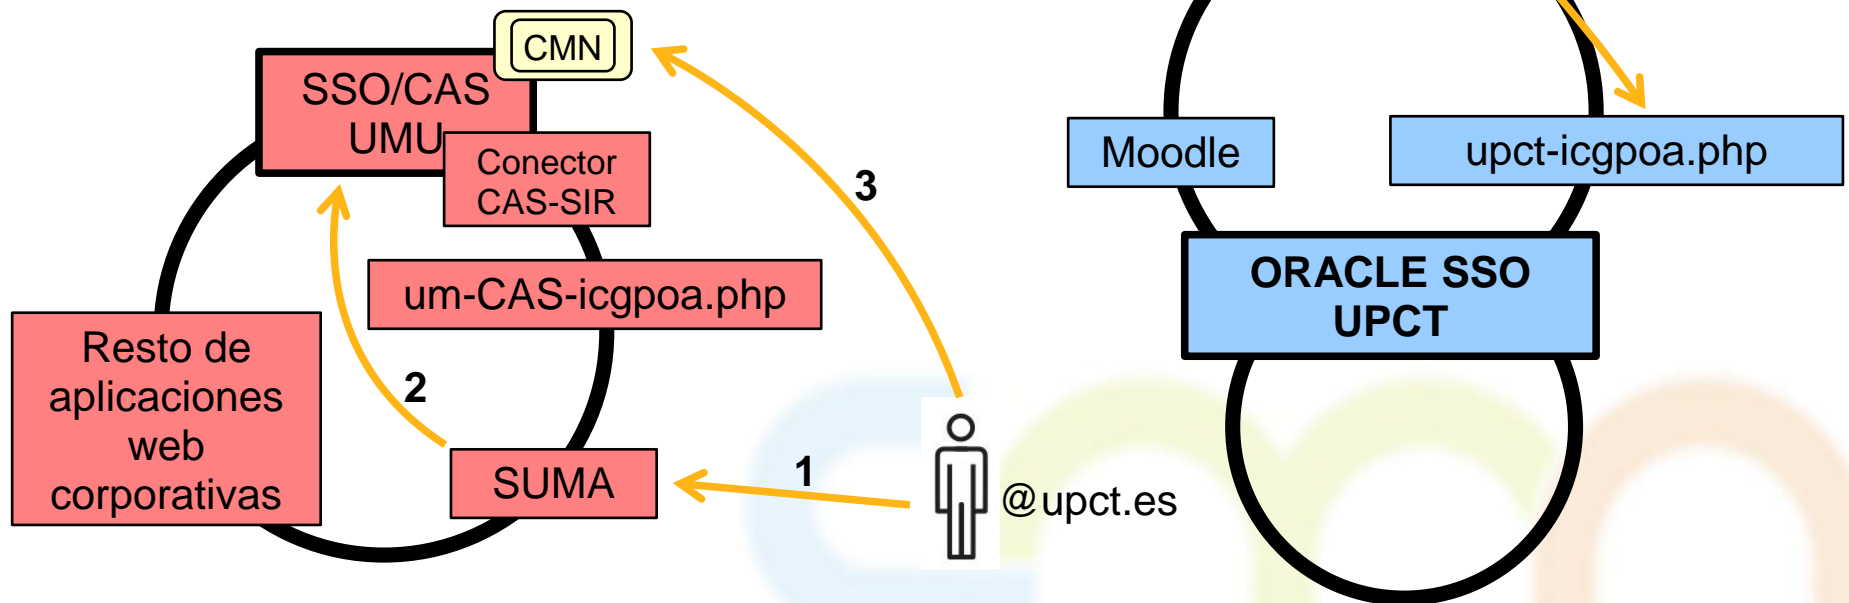 CMN
SSO/CAS
UMU
Conector
CAS-SIR
um-CAS-icgpoa.php
Resto de
aplicaciones
web
corporativas
2
SUMA
1
3
@upct.es
Moodle
upct-icgpoa.php
ORACLE SSO
UPCT